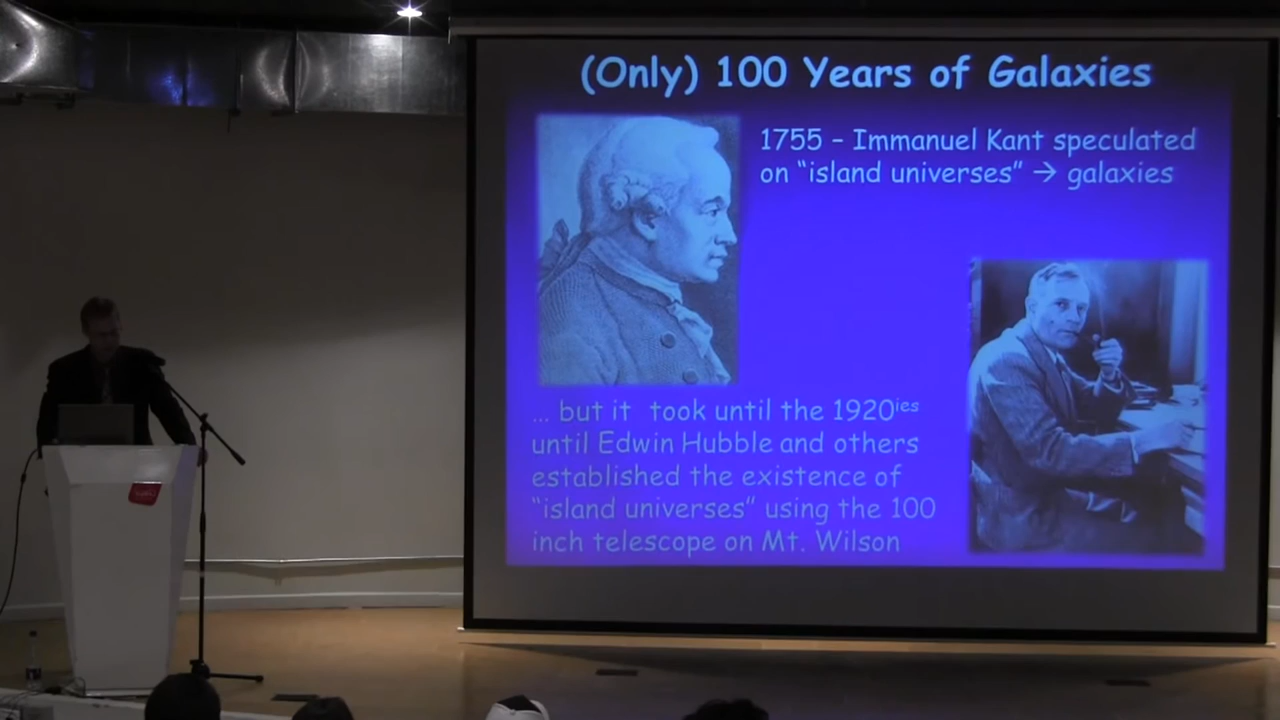 (Only) 100 Years of Galaxies
1755 – Immanuel Kant speculated
on “island universes” → galaxies
... but it took until the 1920ies
until Edwin Hubble and others
established the existence of
“island universes” using the 100
inch telescope on Mt. Wilson